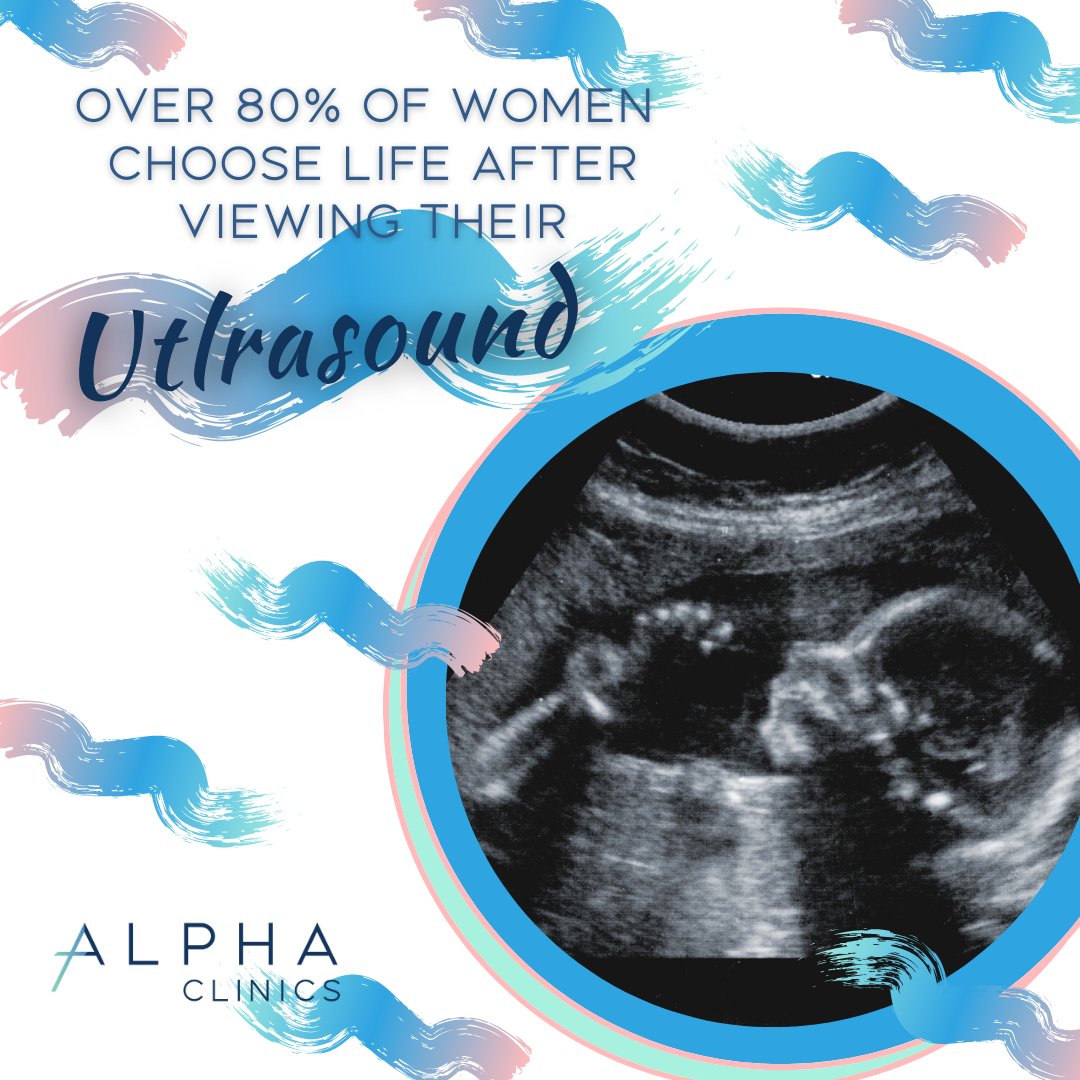 OVER 80% OF WOMEN
CHOOSE LIFE AFTER
VIEWING THEIR
Utlrasound
ALPHA
CLINICS